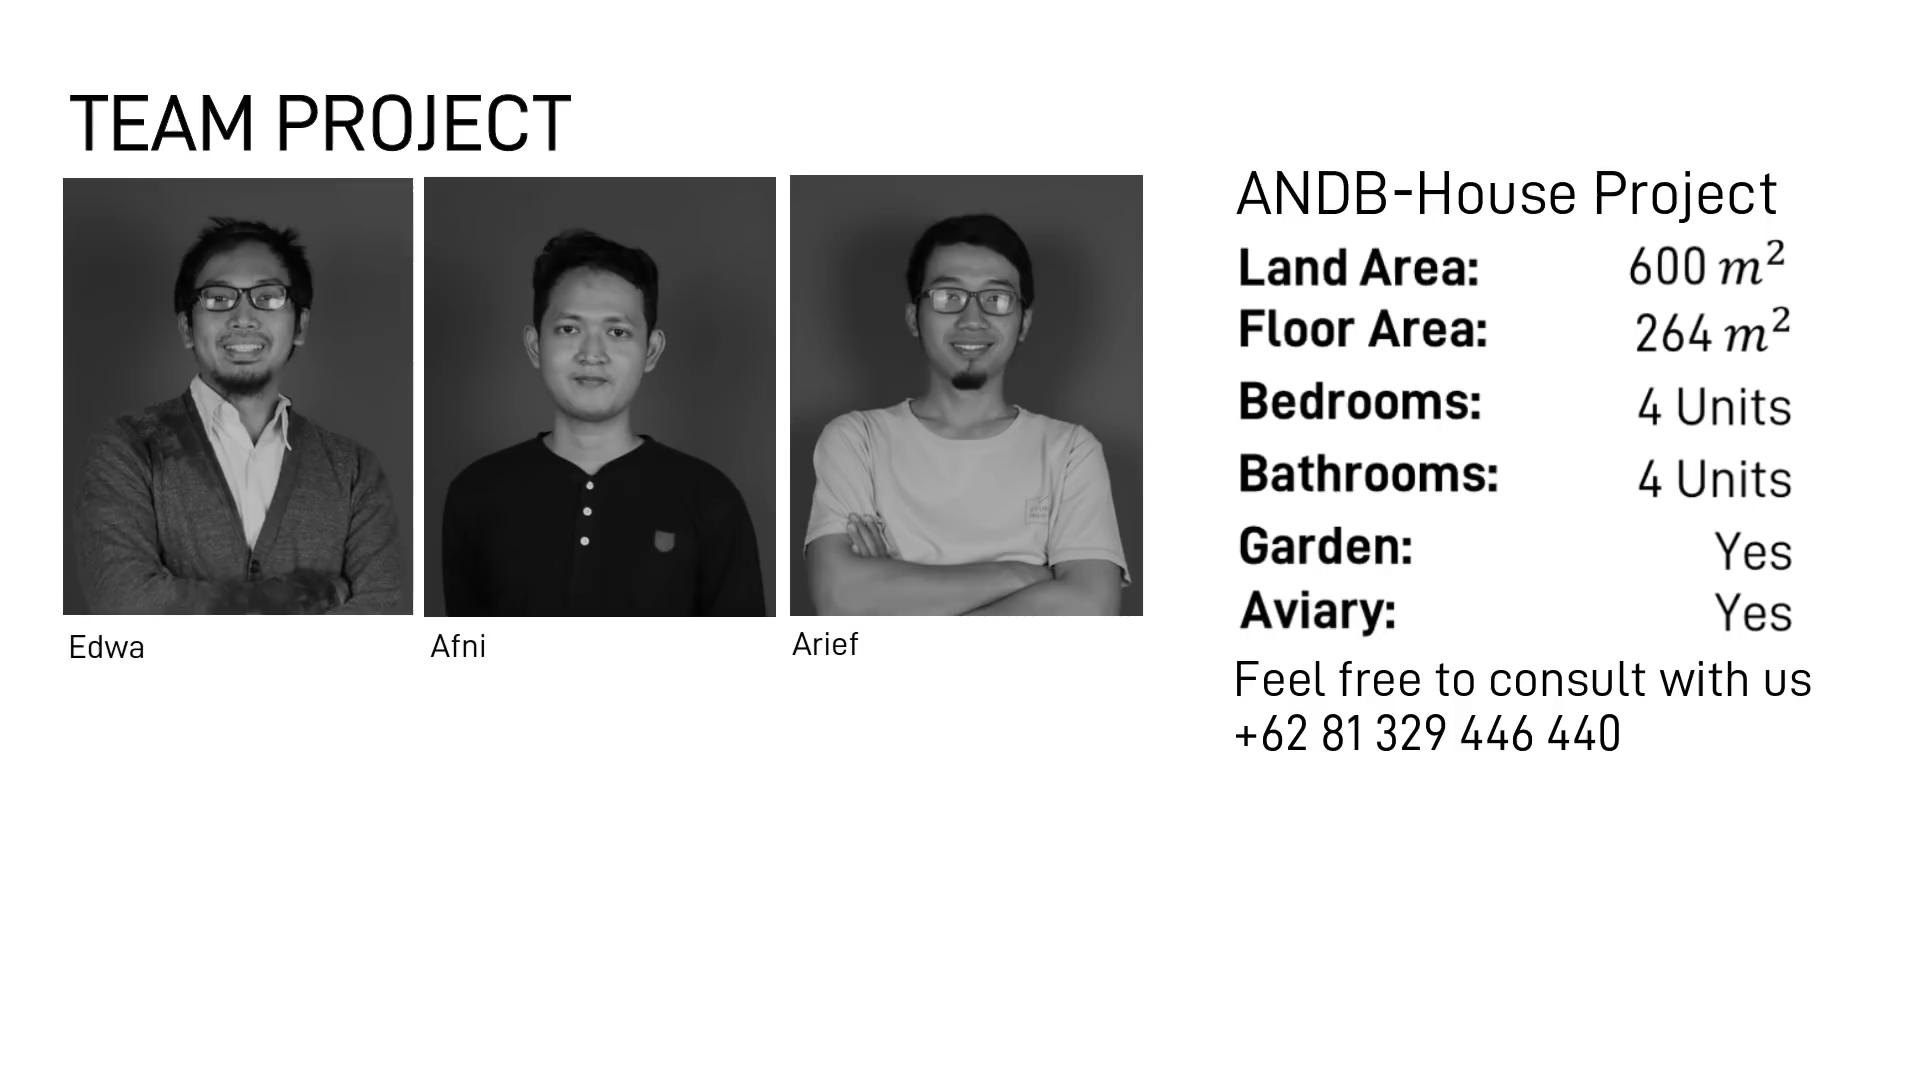 TEAM PROJECT
Edwa
Afni
Arief
ANDB-House Project
Land Area: 600 m²
Floor Area: 264 m²
Bedrooms: 4 Units
Bathrooms: 4 Units
Garden: Yes
Aviary: Yes
Feel free to consult with us
+62 81 329 446 440